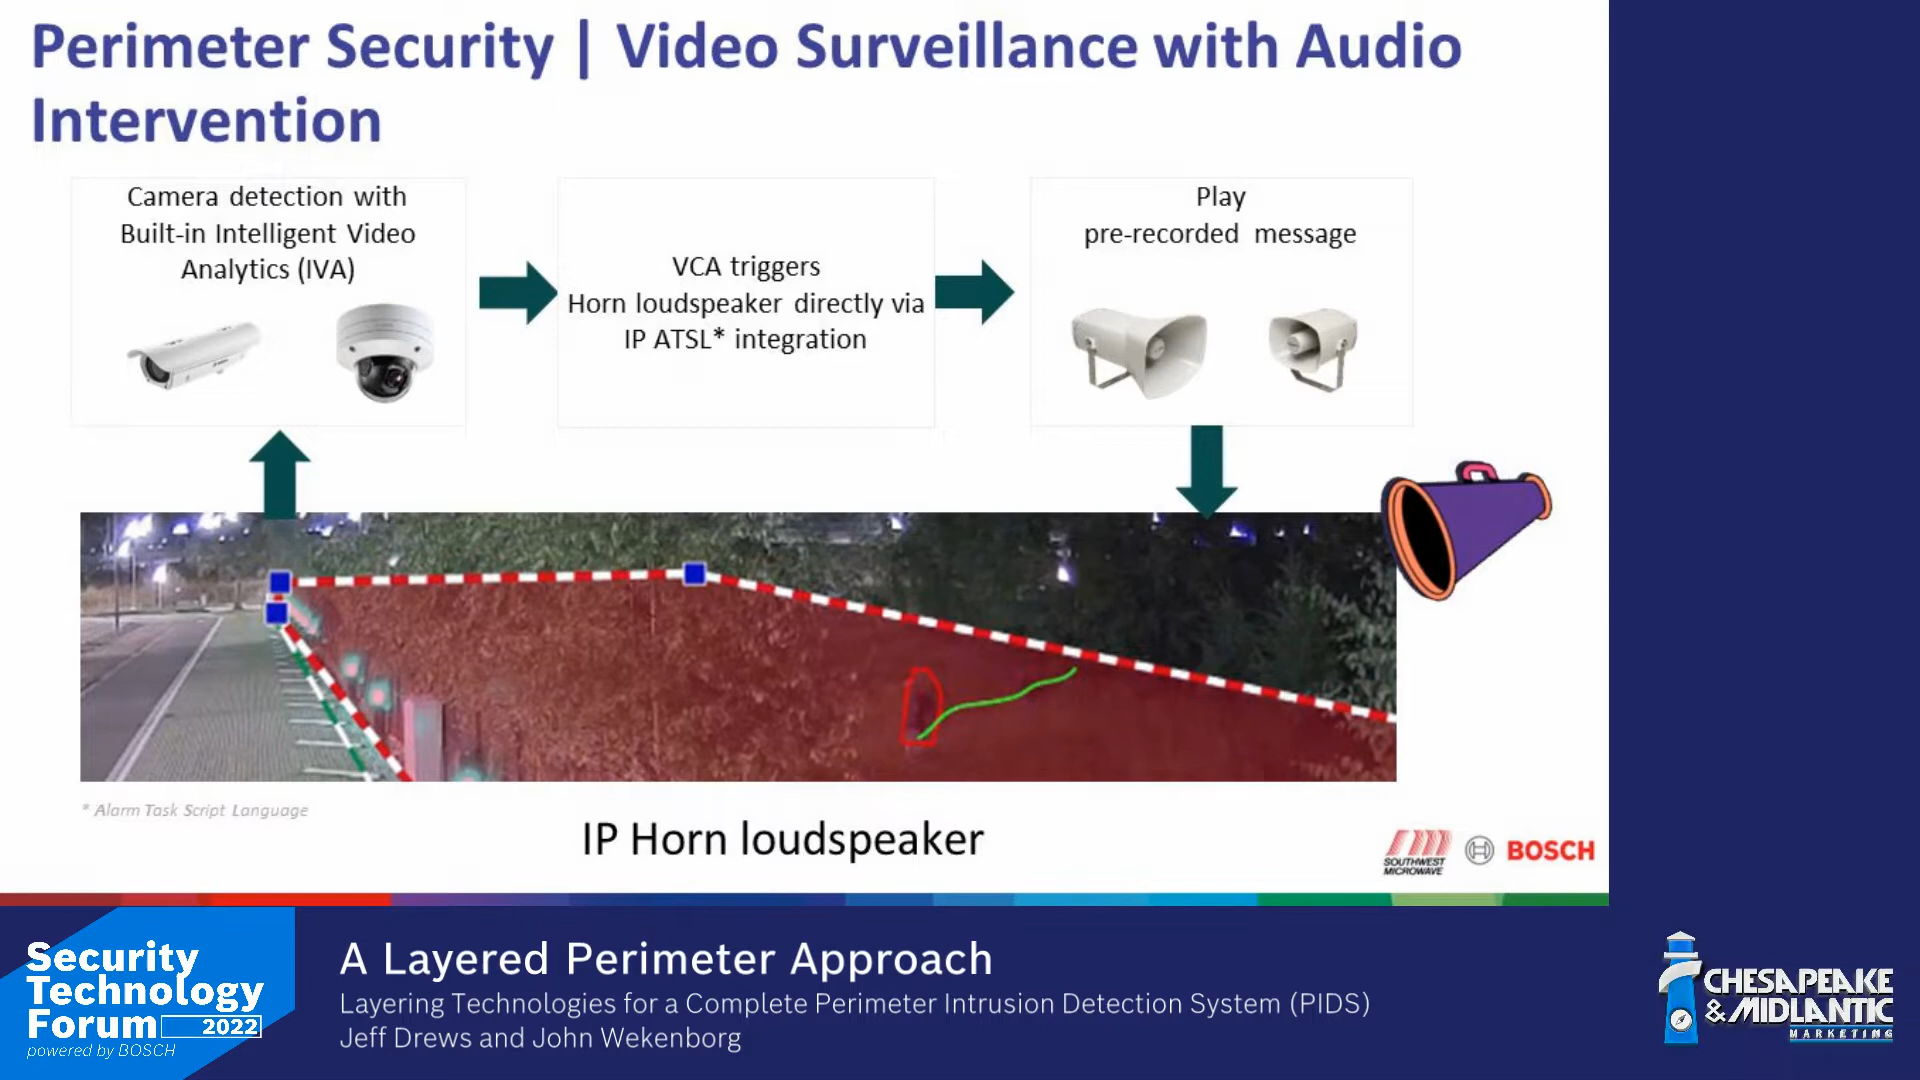 Perimeter Security | Video Surveillance with Audio
Intervention
Camera detection with
Built-in Intelligent Video
Analytics (IVA)
VCA triggers
Horn loudspeaker directly via
IP ATSL* integration
Play
pre-recorded message
* Alarm Task Script Language
IP Horn loudspeaker
SOUTHWEST
MICROWAVE
BOSCH
Security
Technology
Forum 2022
powered by BOSCH
A Layered Perimeter Approach
Layering Technologies for a Complete Perimeter Intrusion Detection System (PIDS)
Jeff Drews and John Wekenborg
CHESAPEAKE
& MIDLANTIC
MARKETING